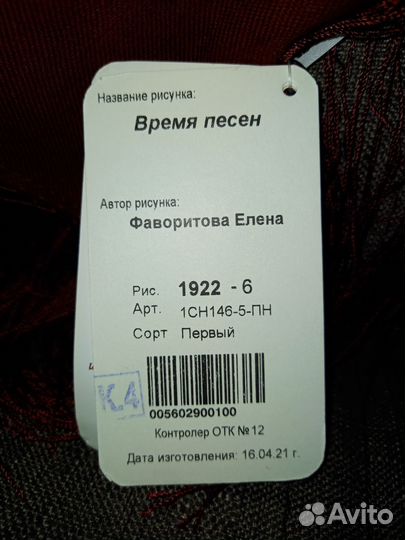 Название рисунка:
Время песен
Автор рисунка:
Фаворитова Елена
Рис. 1922 - 6
Арт. 1СН146-5-ПН
Сорт Первый
К4
005602900100
Контролер ОТК № 12
Дата изготовления: 16.04.21 г.
Avito